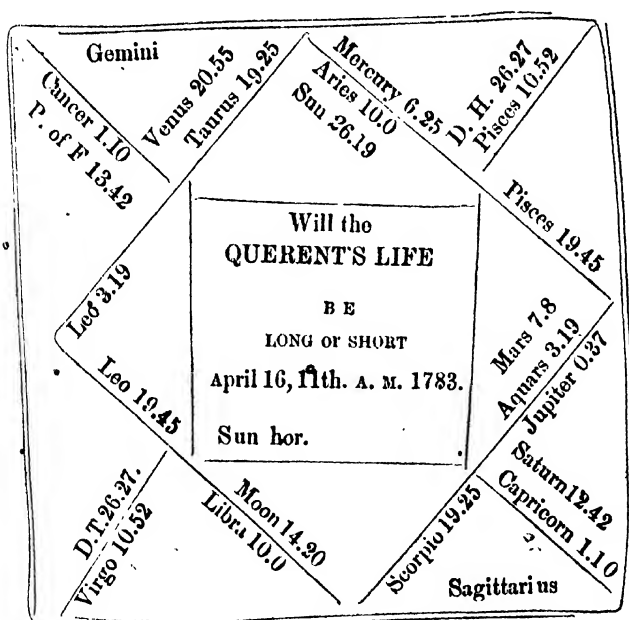 Gemini
Cancer 1.10
P. of F 13.42
Venus 20.55
Taurus 19.25
Mercury 6.25
Aries 10.0
Sun 26.19
D. H. 26.27
Pisces 10.52
Pisces 19.45
Leo 3.19
Will the
QUERENT'S LIFE
BE
LONG or SHORT
April 16, 11th. A. M. 1783.
Sun hor.
Mars 7.8
Aquars 3.19
Jupiter 0.37
Leo 19.45
Saturn 12.42
Capricorn 1.10
D.T. 26.27.
Virgo 10.52
Moon 14.20
Libra 10.0
Scorpio 19.25
Sagittarius